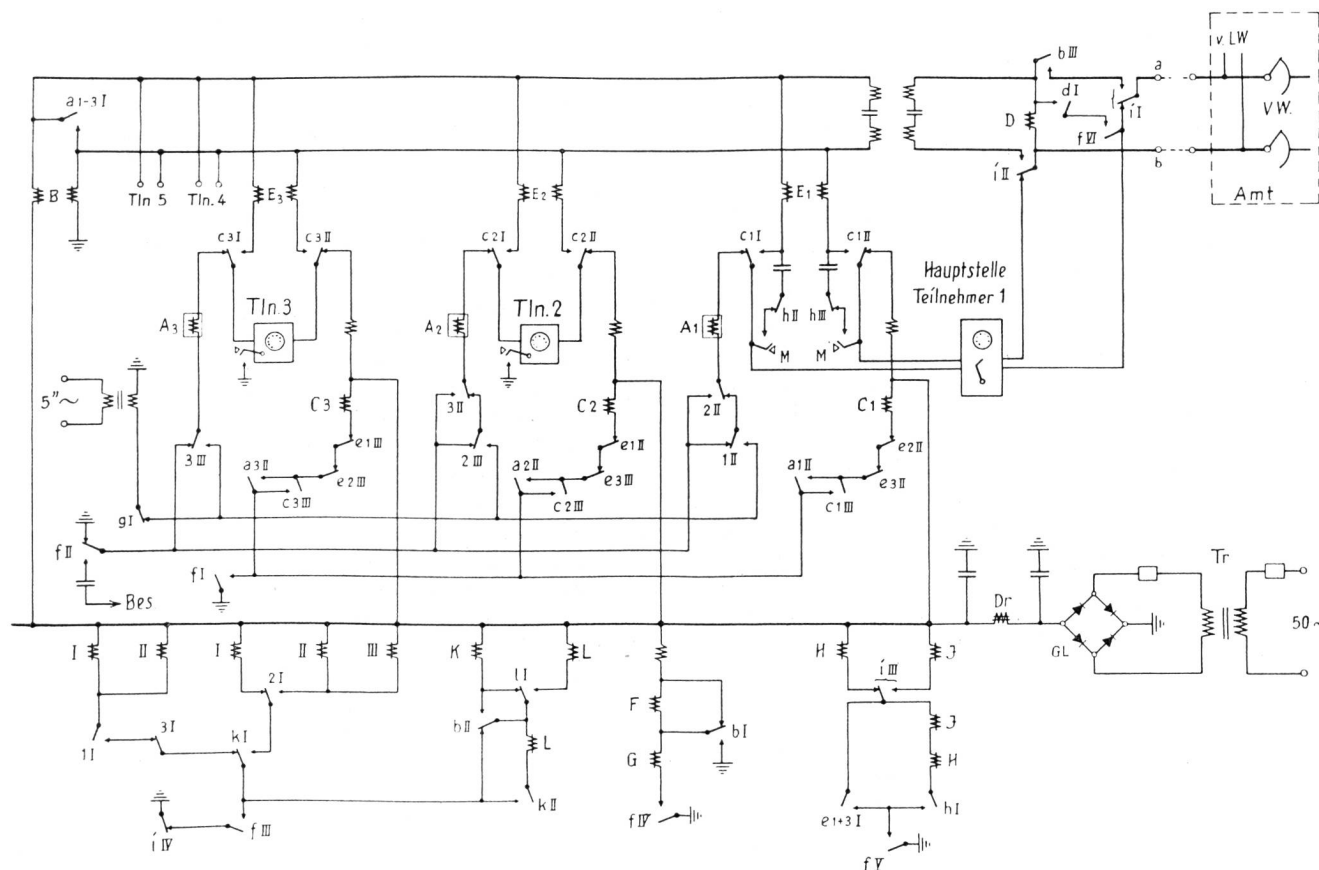 v. LW
b III
a
d I
i I
VW.
a1-3 I
D
f VI
b
i II
Amt
B
Tln 5
Tln. 4
E3
E2
E1
c3 I
c3 II
c2 I
c2 II
c1 I
c1 II
Hauptstelle
Teilnehmer 1
Tln. 3
Tln. 2
h II
h III
A3
A2
A1
M
M
5" ~
C3
3 II
C2
2 II
C1
e1 III
e1 II
e2 II
3 III
2 III
1 II
a3 II
e2 III
a2 II
e3 III
a1 II
e3 II
c3 III
c2 III
c1 III
g I
f II
Tr
f I
Bes
Dr
50 ~
GL
I
II
I
II
III
K
L
H
J
i III
2 I
l I
F
J
b II
b I
3 I
k I
L
G
H
1 I
k II
h I
e1+3 I
f III
f IV
i IV
f V